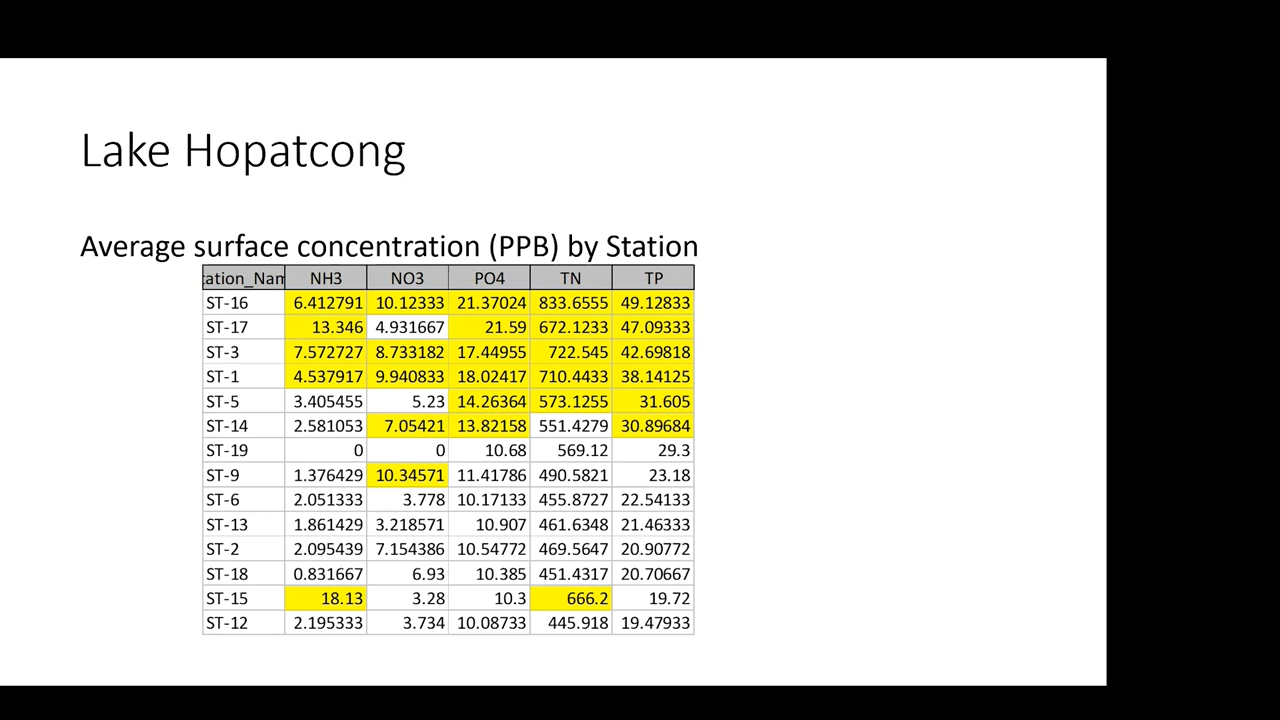 Lake Hopatcong
Average surface concentration (PPB) by Station
tation_Nam NH3 NO3 PO4 TN TP
ST-16 6.412791 10.12333 21.37024 833.6555 49.12833
ST-17 13.346 4.931667 21.59 672.1233 47.09333
ST-3 7.572727 8.733182 17.44955 722.545 42.69818
ST-1 4.537917 9.940833 18.02417 710.4433 38.14125
ST-5 3.405455 5.23 14.26364 573.1255 31.605
ST-14 2.581053 7.05421 13.82158 551.4279 30.89684
ST-19 0 0 10.68 569.12 29.3
ST-9 1.376429 10.34571 11.41786 490.5821 23.18
ST-6 2.051333 3.778 10.17133 455.8727 22.54133
ST-13 1.861429 3.218571 10.907 461.6348 21.46333
ST-2 2.095439 7.154386 10.54772 469.5647 20.90772
ST-18 0.831667 6.93 10.385 451.4317 20.70667
ST-15 18.13 3.28 10.3 666.2 19.72
ST-12 2.195333 3.734 10.08733 445.918 19.47933